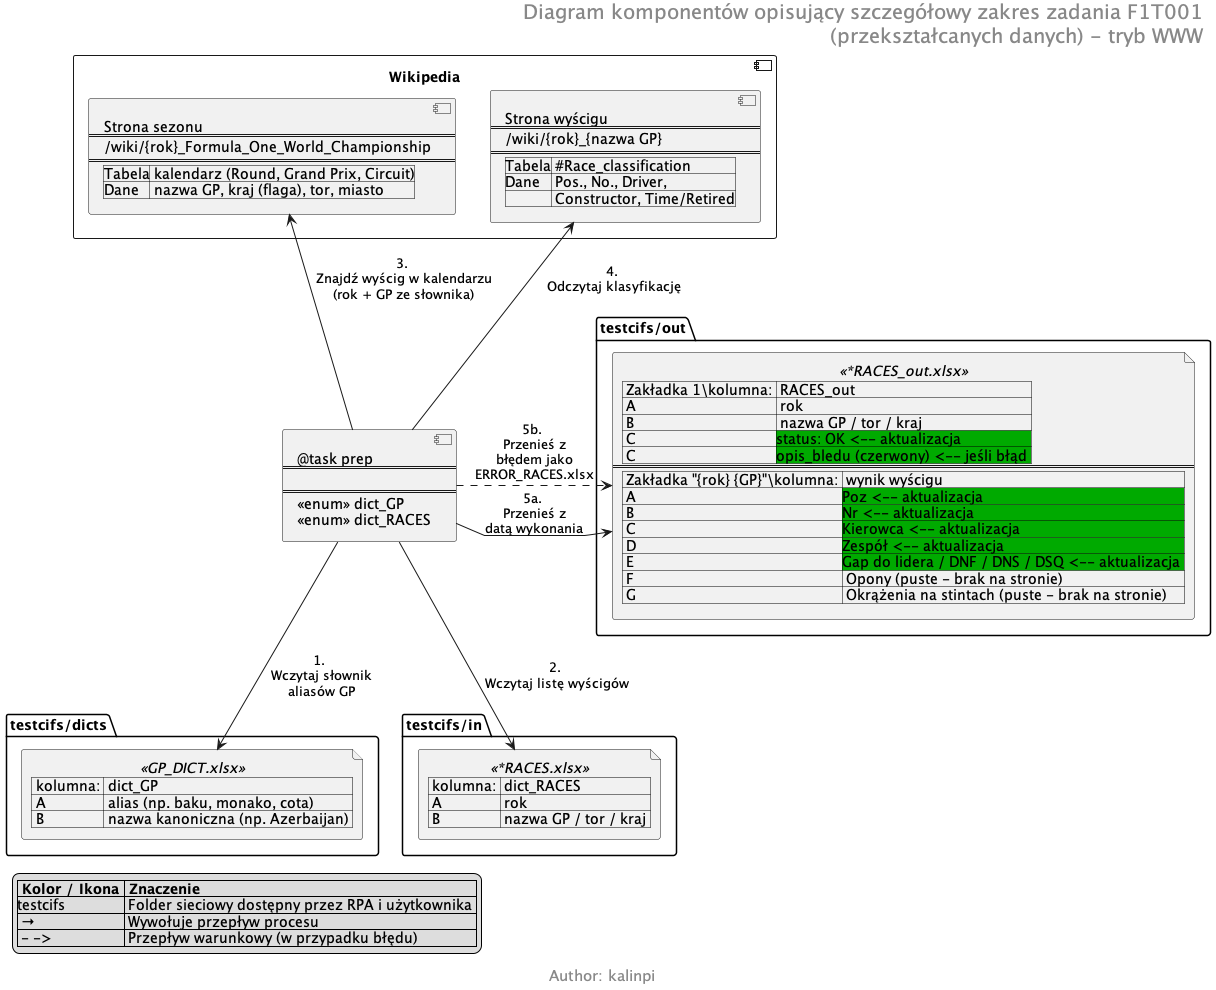 Diagram komponentów opisujący szczegółowy zakres zadania F1T001
(przekształcanych danych) – tryb WWW
Wikipedia
Strona sezonu
/wiki/{rok}_Formula_One_World_Championship
Tabela kalendarz (Round, Grand Prix, Circuit)
Dane nazwa GP, kraj (flaga), tor, miasto
Strona wyścigu
/wiki/{rok}_{nazwa GP}
Tabela #Race_classification
Dane Pos., No., Driver,
Constructor, Time/Retired
3.
Znajdź wyścig w kalendarzu
(rok + GP ze słownika)
4.
Odczytaj klasyfikację
testcifs/out
«*RACES_out.xlsx»
Zakładka 1\kolumna: RACES_out
A rok
B nazwa GP / tor / kraj
C status: OK <-- aktualizacja
C opis_bledu (czerwony) <-- jeśli błąd
Zakładka "{rok} {GP}"\kolumna: wynik wyścigu
A Poz <-- aktualizacja
B Nr <-- aktualizacja
C Kierowca <-- aktualizacja
D Zespół <-- aktualizacja
E Gap do lidera / DNF / DNS / DSQ <-- aktualizacja
F Opony (puste – brak na stronie)
G Okrążenia na stintach (puste – brak na stronie)
@task prep
«enum» dict_GP
«enum» dict_RACES
5b.
Przenieś z
błędem jako
ERROR_RACES.xlsx
5a.
Przenieś z
datą wykonania
1.
Wczytaj słownik
aliasów GP
2.
Wczytaj listę wyścigów
testcifs/dicts
«GP_DICT.xlsx»
kolumna: dict_GP
A alias (np. baku, monako, cota)
B nazwa kanoniczna (np. Azerbaijan)
testcifs/in
«*RACES.xlsx»
kolumna: dict_RACES
A rok
B nazwa GP / tor / kraj
Kolor / Ikona Znaczenie
testcifs Folder sieciowy dostępny przez RPA i użytkownika
→ Wywołuje przepływ procesu
- -> Przepływ warunkowy (w przypadku błędu)
Author: kalinpi